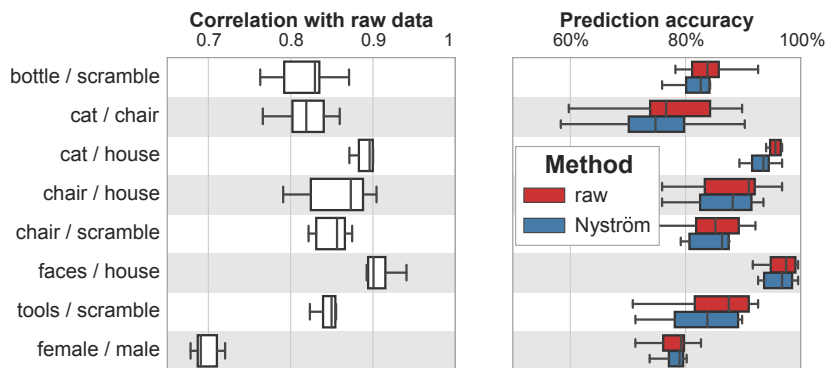 Correlation with raw data
Prediction accuracy
0.7 0.8 0.9 1
60% 80% 100%
bottle / scramble
cat / chair
cat / house
chair / house
chair / scramble
faces / house
tools / scramble
female / male
Method
raw
Nyström